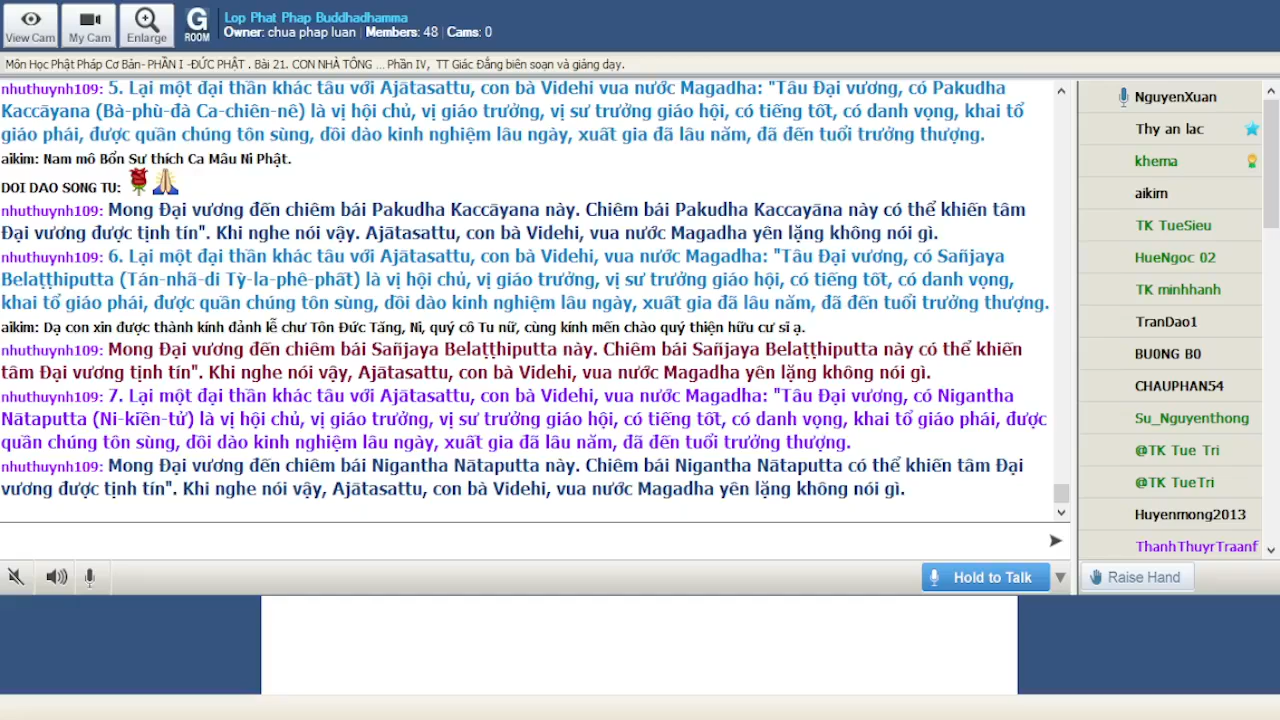 View Cam
My Cam
Enlarge
G
ROOM
Lop Phat Phap Buddhadhamma
Owner: chua phap luan | Members: 48 | Cams: 0
Môn Học Phật Pháp Cơ Bản- PHẦN I -ĐỨC PHẬT . Bài 21. CON NHÀ TÔNG ... Phần IV, TT Giác Đẳng biên soạn và giảng dạy.
nhuthuynh109: 5. Lại một đại thần khác tâu với Ajātasattu, con bà Videhi vua nước Magadha: "Tâu Đại vương, có Pakudha
Kaccāyana (Bà-phù-đà Ca-chiên-nê) là vị hội chủ, vị giáo trưởng, vị sư trưởng giáo hội, có tiếng tốt, có danh vọng, khai tổ
giáo phái, được quần chúng tôn sùng, dồi dào kinh nghiệm lâu ngày, xuất gia đã lâu năm, đã đến tuổi trưởng thượng.
aikim: Nam mô Bổn Sư thích Ca Mâu Ni Phật.
DOI DAO SONG TU:
nhuthuynh109: Mong Đại vương đến chiêm bái Pakudha Kaccāyana này. Chiêm bái Pakudha Kaccayāna này có thể khiến tâm
Đại vương được tịnh tín". Khi nghe nói vậy. Ajātasattu, con bà Videhi, vua nước Magadha yên lặng không nói gì.
nhuthuynh109: 6. Lại một đại thần khác tâu với Ajātasattu, con bà Videhi, vua nước Magadha: "Tâu Đại vương, có Sañjaya
Belaṭṭhiputta (Tán-nhã-di Tỳ-la-phê-phất) là vị hội chủ, vị giáo trưởng, vị sư trưởng giáo hội, có tiếng tốt, có danh vọng,
khai tổ giáo phái, được quần chúng tôn sùng, dồi dào kinh nghiệm lâu ngày, xuất gia đã lâu năm, đã đến tuổi trưởng thượng.
aikim: Dạ con xin được thành kính đảnh lễ chư Tôn Đức Tăng, Ni, quý cô Tu nữ, cùng kính mến chào quý thiện hữu cư sĩ ạ.
nhuthuynh109: Mong Đại vương đến chiêm bái Sañjaya Belaṭṭhiputta này. Chiêm bái Sañjaya Belaṭṭhiputta này có thể khiến
tâm Đại vương tịnh tín". Khi nghe nói vậy, Ajātasattu, con bà Videhi, vua nước Magadha yên lặng không nói gì.
nhuthuynh109: 7. Lại một đại thần khác tâu với Ajātasattu, con bà Videhi, vua nước Magadha: "Tâu Đại vương, có Nigantha
Nātaputta (Ni-kiền-tử) là vị hội chủ, vị giáo trưởng, vị sư trưởng giáo hội, có tiếng tốt, có danh vọng, khai tổ giáo phái, được
quần chúng tôn sùng, dồi dào kinh nghiệm lâu ngày, xuất gia đã lâu năm, đã đến tuổi trưởng thượng.
nhuthuynh109: Mong Đại vương đến chiêm bái Nigantha Nātaputta này. Chiêm bái Nigantha Nātaputta có thể khiến tâm Đại
vương được tịnh tín". Khi nghe nói vậy, Ajātasattu, con bà Videhi, vua nước Magadha yên lặng không nói gì.
NguyenXuan
Thy an lac
khema
aikim
TK TueSieu
HueNgoc 02
TK minhhanh
TranDao1
BU0NG B0
CHAUPHAN54
Su_Nguyenthong
@TK Tue Tri
@TK TueTri
Huyenmong2013
ThanhThuyrTraanf
Hold to Talk
Raise Hand